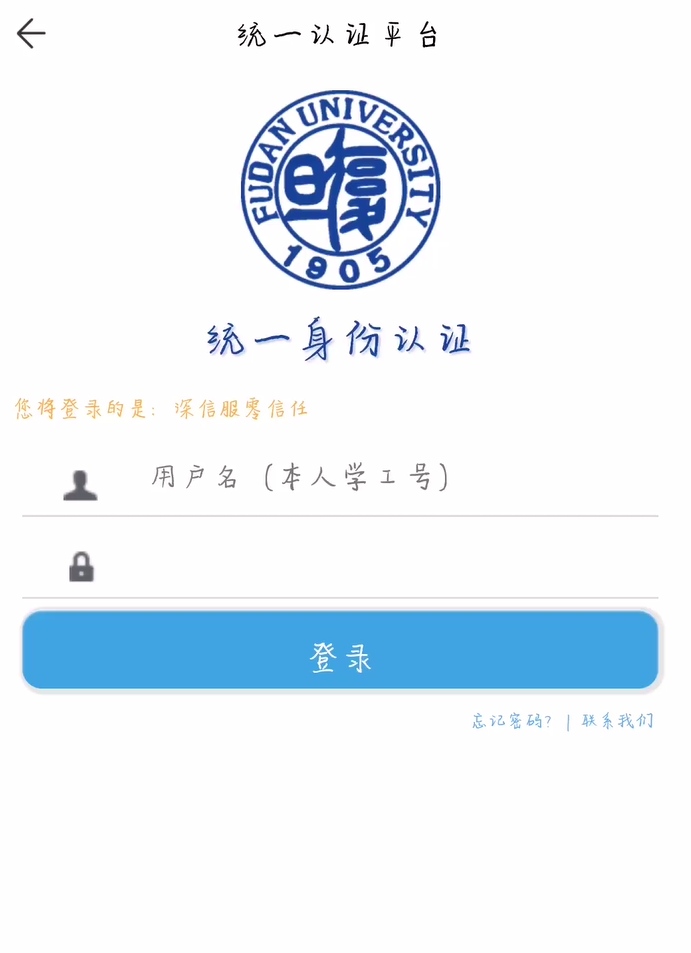 统一认证平台
FUDAN UNIVERSITY
復旦
1905
统一身份认证
您将登录的是：深信服零信任
用户名（本人学工号）
登录
忘记密码？ | 联系我们